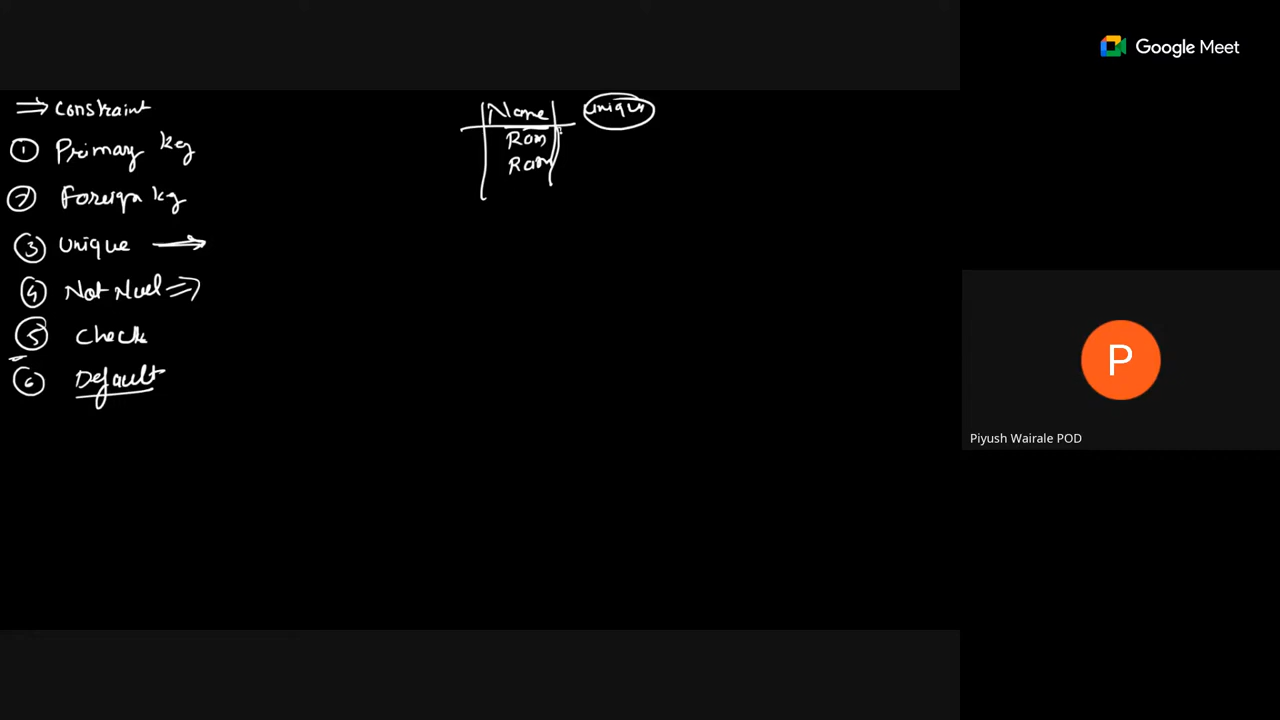 ⇒ Constraint
① Primary key
② Foreign key
③ Unique →
④ Not Null ⇒
⑤ Check
⑥ Default
Name Unique
Ram
Ram
Google Meet
P
Piyush Wairale POD